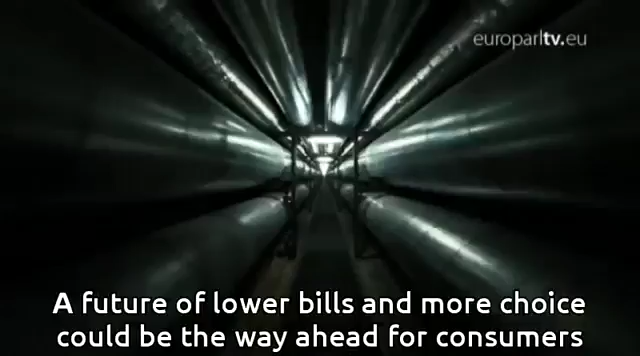 europarltv.eu
A future of lower bills and more choice
could be the way ahead for consumers